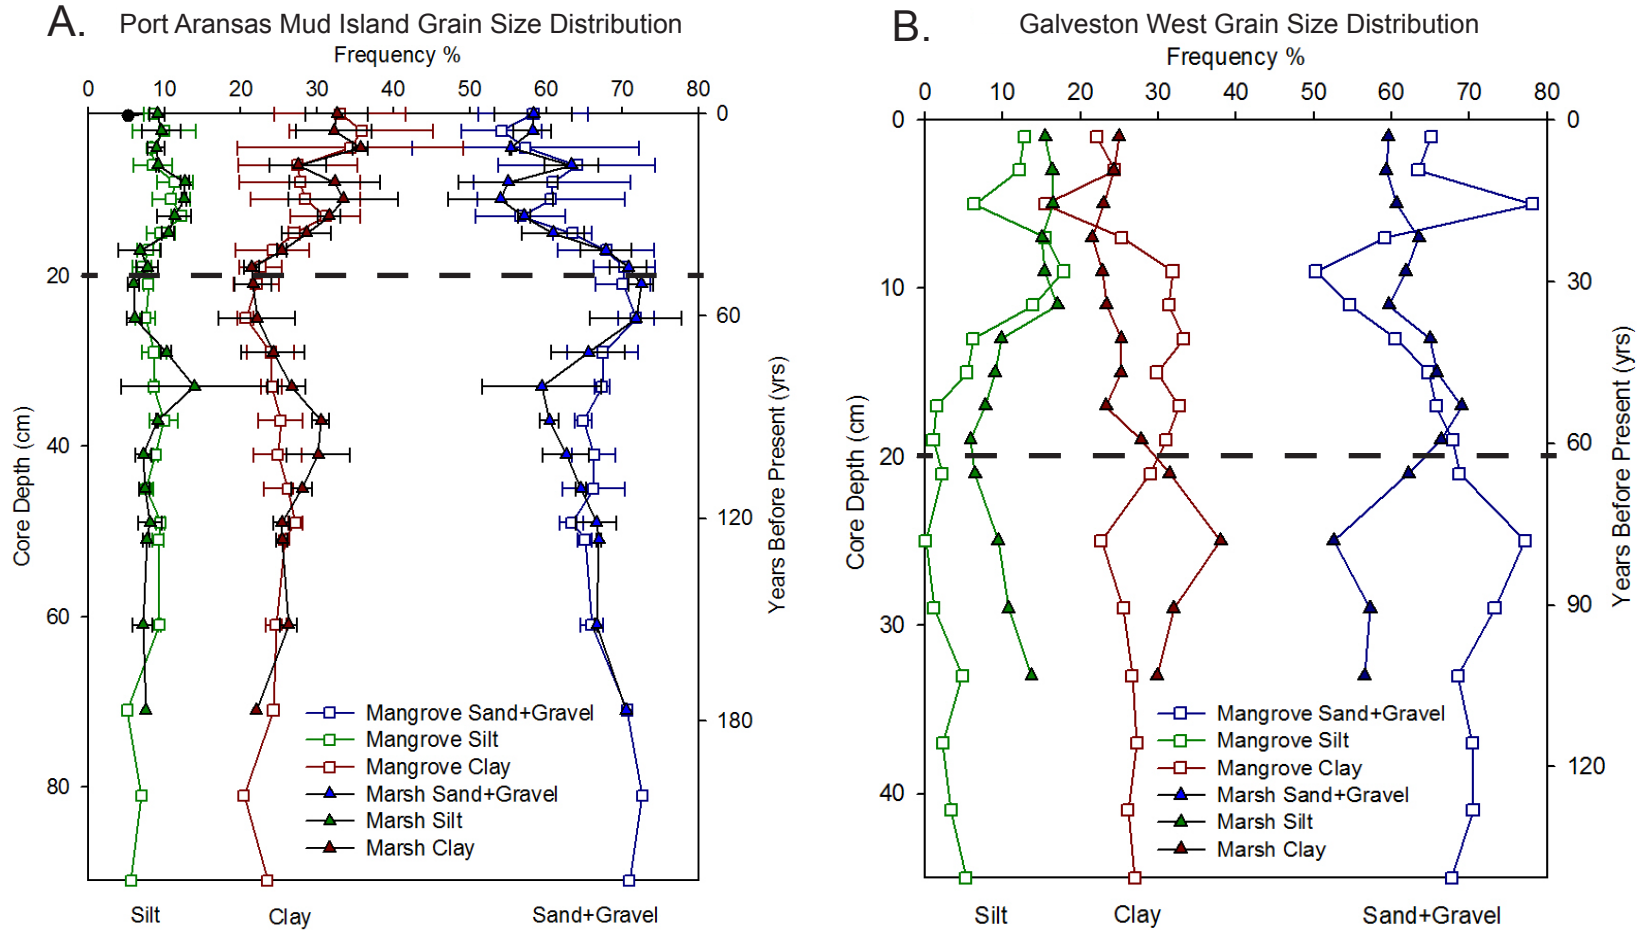 A. Port Aransas Mud Island Grain Size Distribution
Frequency %
0 10 20 30 40 50 60 70 80
0
20
40
60
80
Core Depth (cm)
0
60
120
180
Years Before Present (yrs)
Mangrove Sand+Gravel
Mangrove Silt
Mangrove Clay
Marsh Sand+Gravel
Marsh Silt
Marsh Clay
Silt Clay Sand+Gravel
B. Galveston West Grain Size Distribution
Frequency %
0 10 20 30 40 50 60 70 80
0
10
20
30
40
Core Depth (cm)
0
30
60
90
120
Years Before Present (yrs)
Mangrove Sand+Gravel
Mangrove Silt
Mangrove Clay
Marsh Sand+Gravel
Marsh Silt
Marsh Clay
Silt Clay Sand+Gravel